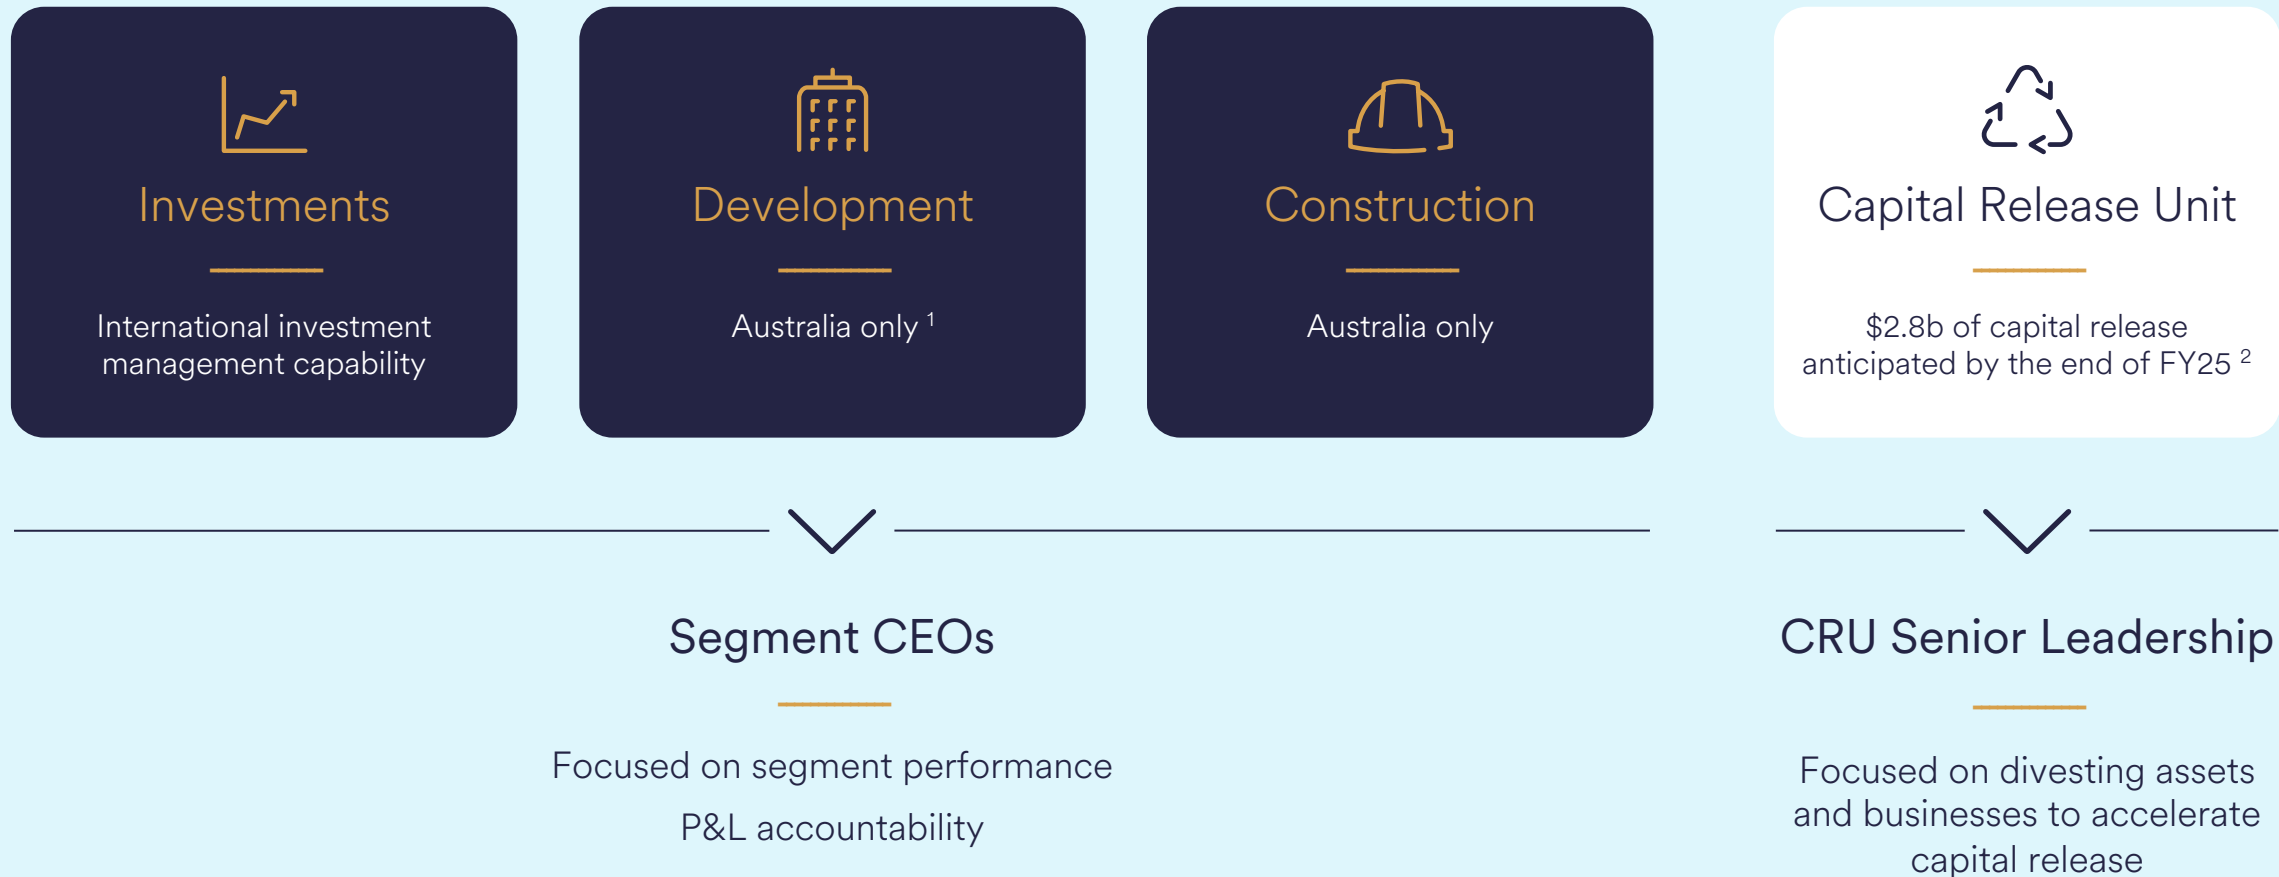 Investments
International investment
management capability
Development
Australia only 1
Construction
Australia only
Capital Release Unit
$2.8b of capital release
anticipated by the end of FY25 2
Segment CEOs
Focused on segment performance
P&L accountability
CRU Senior Leadership
Focused on divesting assets
and businesses to accelerate
capital release